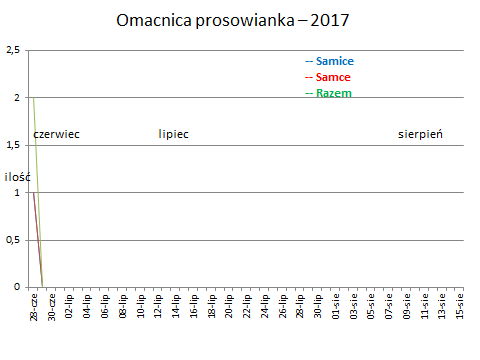 Omacnica prosowianka – 2017
2,5
-- Samice
-- Samce
2
-- Razem
czerwiec lipiec sierpień
1,5
ilość
1
0,5
0
28-cze 30-cze 02-lip 04-lip 06-lip 08-lip 10-lip 12-lip 14-lip 16-lip 18-lip 20-lip 22-lip 24-lip 26-lip 28-lip 30-lip 01-sie 03-sie 05-sie 07-sie 09-sie 11-sie 13-sie 15-sie